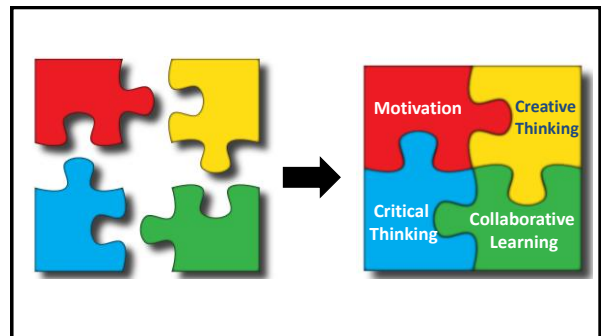 Motivation
Creative
Thinking
Critical
Thinking
Collaborative
Learning